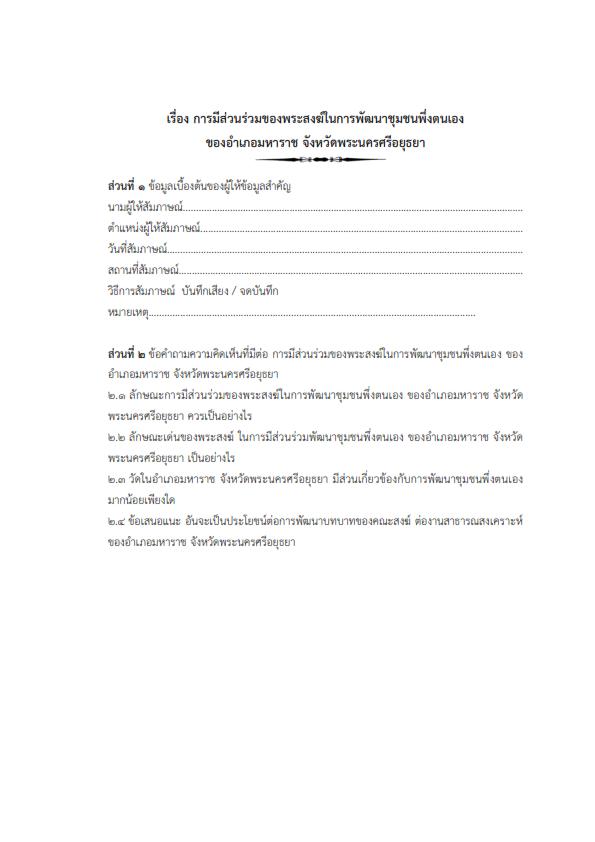 เรื่อง การมีส่วนร่วมของพระสงฆ์ในการพัฒนาชุมชนพึ่งตนเอง
ของอำเภอมหาราช จังหวัดพระนครศรีอยุธยา
ส่วนที่ ๑ ข้อมูลเบื้องต้นของผู้ให้ข้อมูลสำคัญ
นามผู้ให้สัมภาษณ์..................................................................................................................................
ตำแหน่งผู้ให้สัมภาษณ์...........................................................................................................................
วันที่สัมภาษณ์........................................................................................................................................
สถานที่สัมภาษณ์...................................................................................................................................
วิธีการสัมภาษณ์ บันทึกเสียง / จดบันทึก
หมายเหตุ.............................................................................................................................
ส่วนที่ ๒ ข้อคำถามความคิดเห็นที่มีต่อ การมีส่วนร่วมของพระสงฆ์ในการพัฒนาชุมชนพึ่งตนเอง ของ
อำเภอมหาราช จังหวัดพระนครศรีอยุธยา
๒.๑ ลักษณะการมีส่วนร่วมของพระสงฆ์ในการพัฒนาชุมชนพึ่งตนเอง ของอำเภอมหาราช จังหวัด
พระนครศรีอยุธยา ควรเป็นอย่างไร
๒.๒ ลักษณะเด่นของพระสงฆ์ ในการมีส่วนร่วมพัฒนาชุมชนพึ่งตนเอง ของอำเภอมหาราช จังหวัด
พระนครศรีอยุธยา เป็นอย่างไร
๒.๓ วัดในอำเภอมหาราช จังหวัดพระนครศรีอยุธยา มีส่วนเกี่ยวข้องกับการพัฒนาชุมชนพึ่งตนเอง
มากน้อยเพียงใด
๒.๔ ข้อเสนอแนะ อันจะเป็นประโยชน์ต่อการพัฒนาบทบาทของคณะสงฆ์ ต่องานสาธารณสงเคราะห์
ของอำเภอมหาราช จังหวัดพระนครศรีอยุธยา